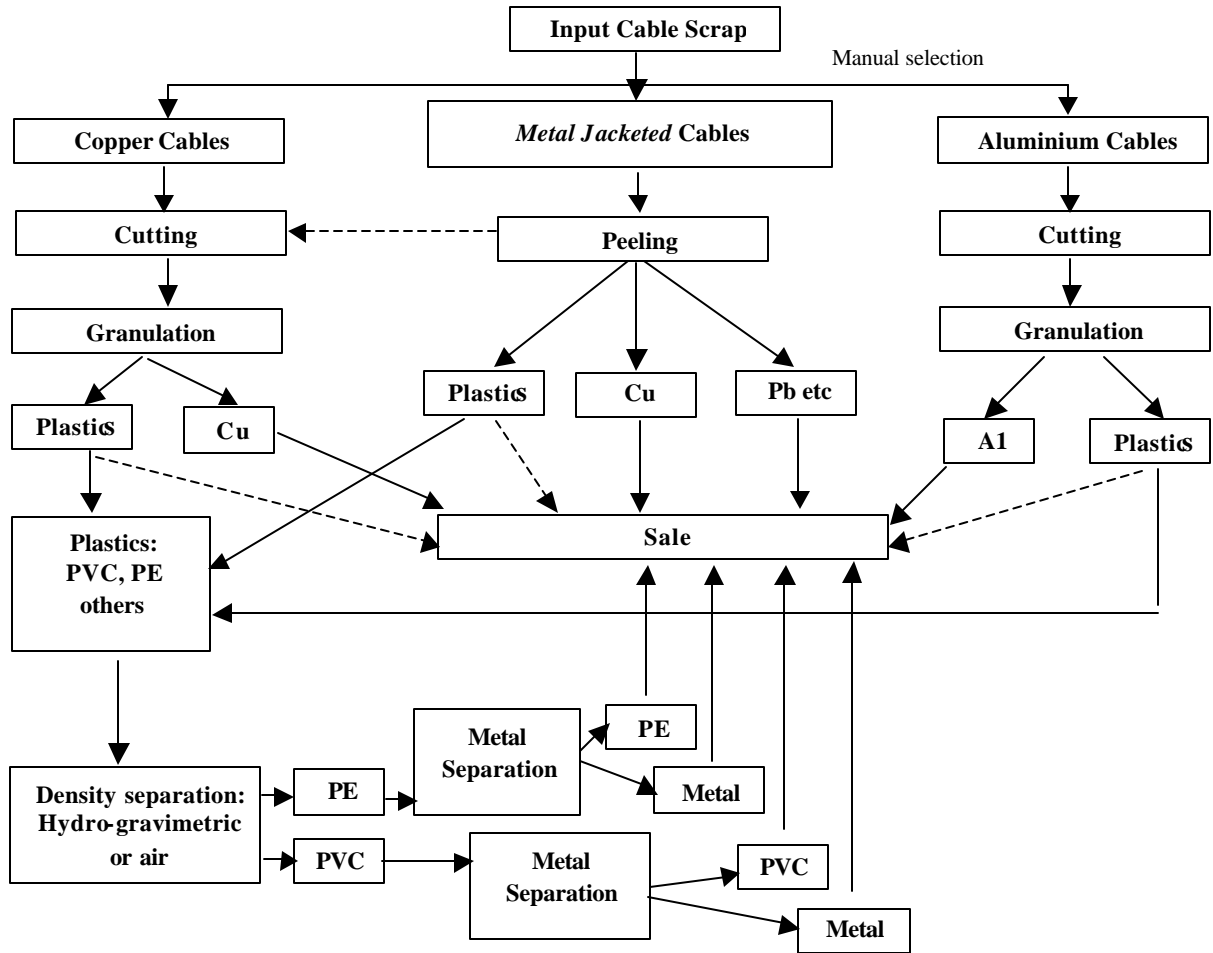 Input Cable Scrap
Manual selection
Copper Cables
Metal Jacketed Cables
Aluminium Cables
Cutting
Peeling
Cutting
Granulation
Granulation
Plastics
Cu
Plastics
Cu
Pb etc
A1
Plastics
Plastics:
PVC, PE
others
Sale
PE
Metal
Separation
PE
Metal
Density separation:
Hydro-gravimetric
or air
PVC
Metal
Separation
PVC
Metal